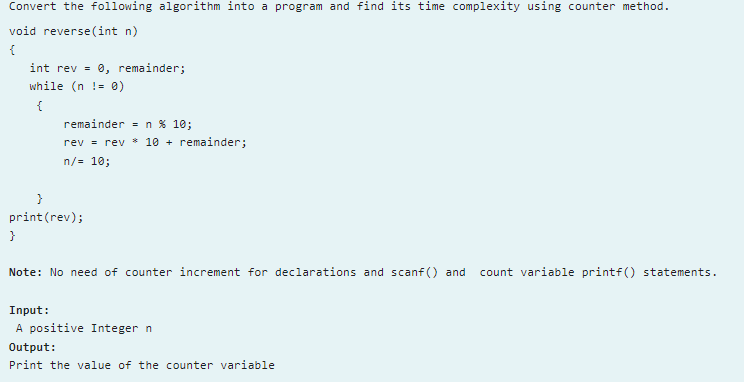 Convert the following algorithm into a program and find its time complexity using counter method.
void reverse(int n)
{
int rev = 0, remainder;
while (n != 0)
{
remainder = n % 10;
rev = rev * 10 + remainder;
n/= 10;
}
print(rev);
}
Note: No need of counter increment for declarations and scanf() and  count variable printf() statements.
Input:
A positive Integer n
Output:
Print the value of the counter variable